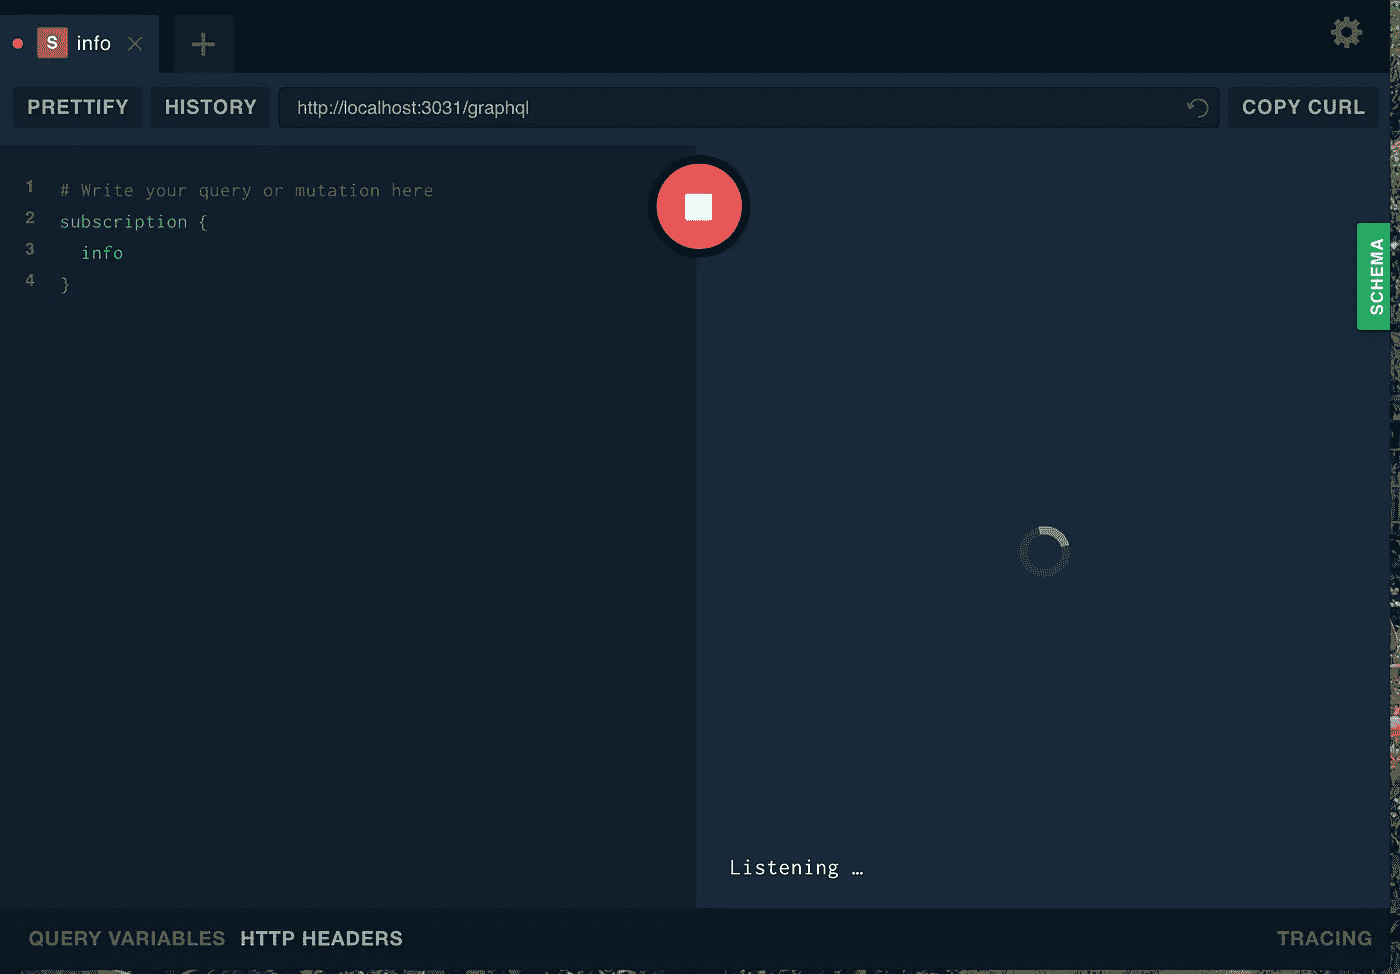 S info
PRETTIFY HISTORY http://localhost:3031/graphql COPY CURL
1 # Write your query or mutation here
2 subscription {
3 info
4 }
SCHEMA
Listening …
QUERY VARIABLES HTTP HEADERS TRACING